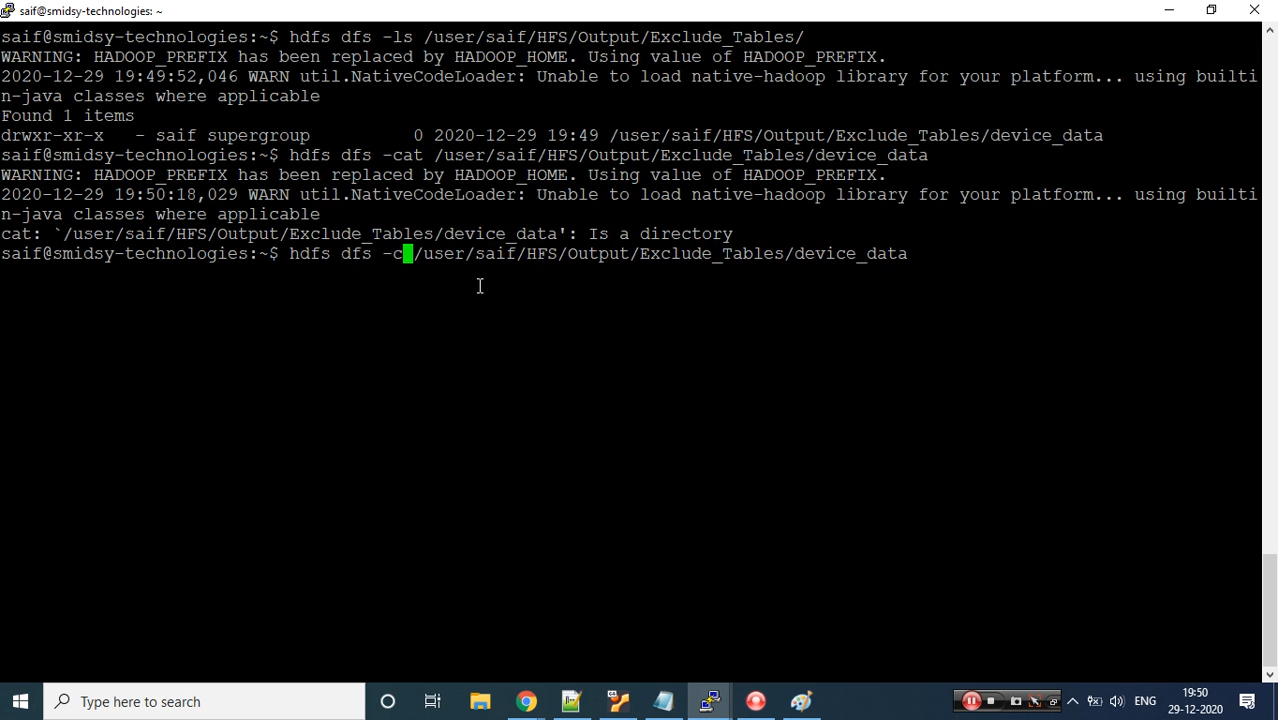 saif@smidsy-technologies: ~
saif@smidsy-technologies:~$ hdfs dfs -ls /user/saif/HFS/Output/Exclude_Tables/
WARNING: HADOOP_PREFIX has been replaced by HADOOP_HOME. Using value of HADOOP_PREFIX.
2020-12-29 19:49:52,046 WARN util.NativeCodeLoader: Unable to load native-hadoop library for your platform... using builti
n-java classes where applicable
Found 1 items
drwxr-xr-x   - saif supergroup          0 2020-12-29 19:49 /user/saif/HFS/Output/Exclude_Tables/device_data
saif@smidsy-technologies:~$ hdfs dfs -cat /user/saif/HFS/Output/Exclude_Tables/device_data
WARNING: HADOOP_PREFIX has been replaced by HADOOP_HOME. Using value of HADOOP_PREFIX.
2020-12-29 19:50:18,029 WARN util.NativeCodeLoader: Unable to load native-hadoop library for your platform... using builti
n-java classes where applicable
cat: `/user/saif/HFS/Output/Exclude_Tables/device_data': Is a directory
saif@smidsy-technologies:~$ hdfs dfs -c /user/saif/HFS/Output/Exclude_Tables/device_data
Type here to search
ENG
19:50
29-12-2020